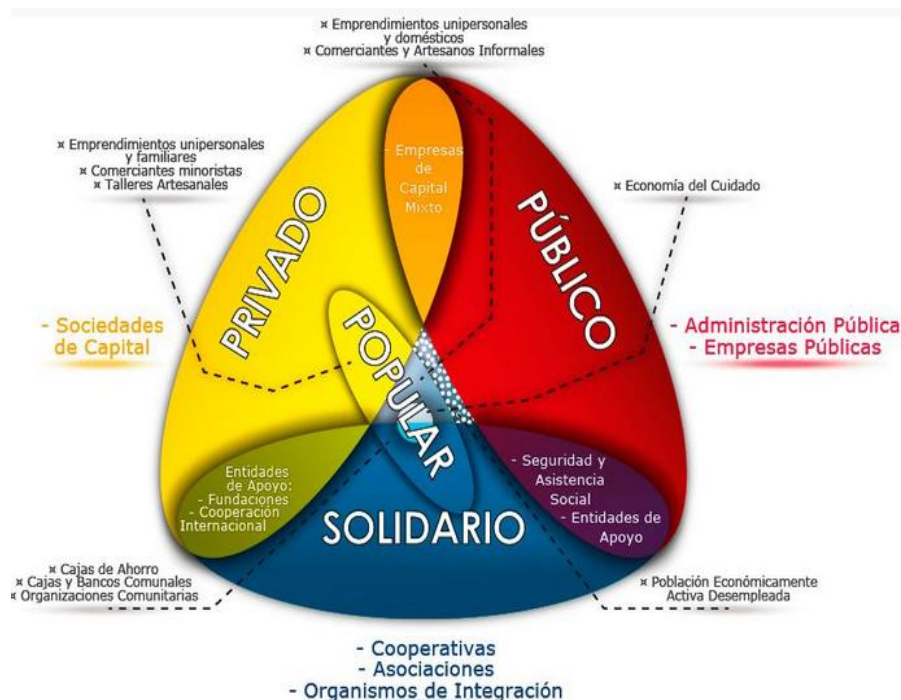 ¤ Emprendimientos unipersonales
y domésticos
¤ Comerciantes y Artesanos Informales
¤ Emprendimientos unipersonales
y familiares
¤ Comerciantes minoristas
¤ Talleres Artesanales
- Empresas
de
Capital
Mixto
¤ Economía del Cuidado
PRIVADO
PÚBLICO
- Sociedades
de Capital
POPULAR
- Administración Pública
- Empresas Públicas
Entidades
de Apoyo:
- Fundaciones
- Cooperación
Internacional
- Seguridad y
Asistencia
Social
- Entidades de
Apoyo
SOLIDARIO
¤ Cajas de Ahorro
¤ Cajas y Bancos Comunales
¤ Organizaciones Comunitarias
¤ Población Económicamente
Activa Desempleada
- Cooperativas
- Asociaciones
- Organismos de Integración